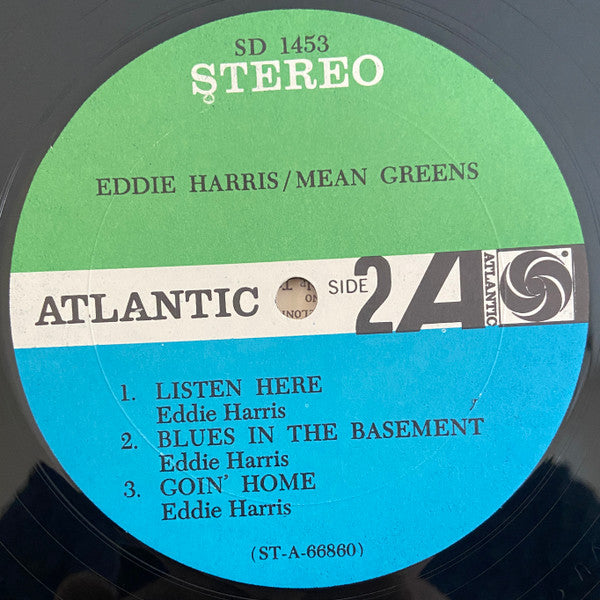 SD 1453
STEREO
EDDIE HARRIS/MEAN GREENS
ATLANTIC SIDE 2 A ATLANTIC
1. LISTEN HERE
Eddie Harris
2. BLUES IN THE BASEMENT
Eddie Harris
3. GOIN' HOME
Eddie Harris
(ST-A-66860)